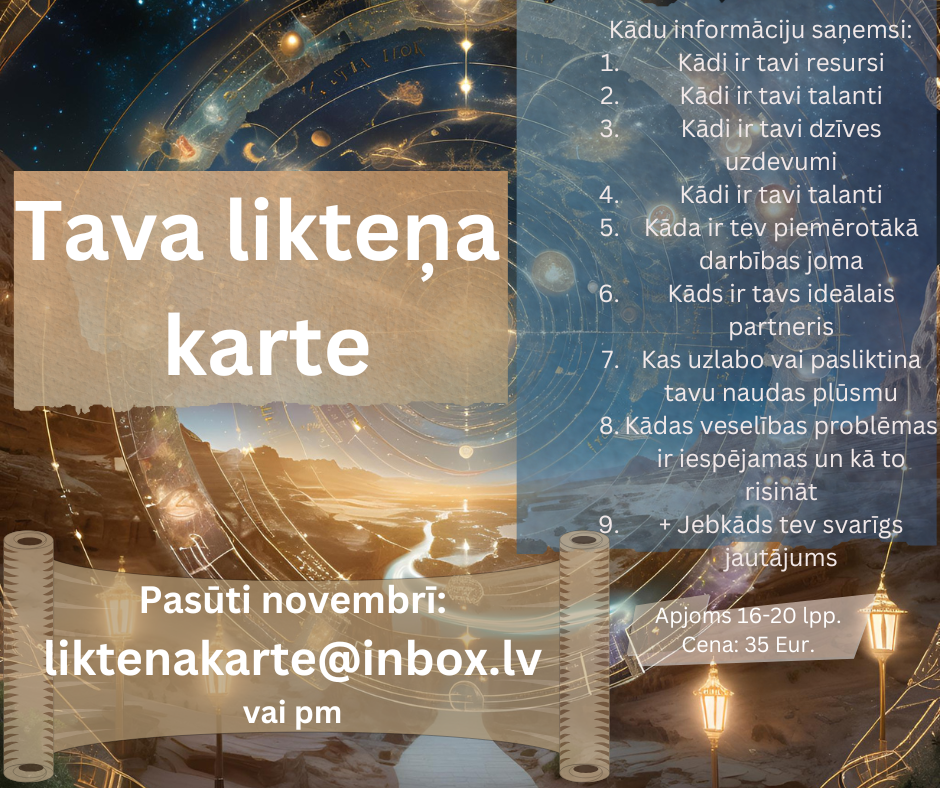 Tava likteņa
karte
Kādu informāciju saņemsi:
1. Kādi ir tavi resursi
2. Kādi ir tavi talanti
3. Kādi ir tavi dzīves
uzdevumi
4. Kādi ir tavi talanti
5. Kāda ir tev piemērotākā
darbības joma
6. Kāds ir tavs ideālais
partneris
7. Kas uzlabo vai pasliktina
tavu naudas plūsmu
8. Kādas veselības problēmas
ir iespējamas un kā to
risināt
9. + Jebkāds tev svarīgs
jautājums
Pasūti novembrī:
liktenakarte@inbox.lv
vai pm
Apjoms 16-20 lpp.
Cena: 35 Eur.